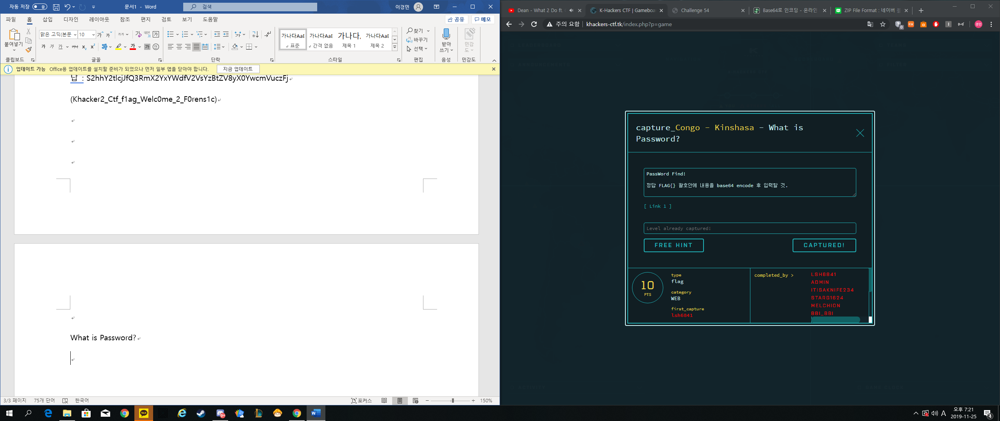 자동 저장
끔
문서1 - Word
검색
이경민
파일
홈
삽입
디자인
레이아웃
참조
편지
검토
보기
도움말
공유
메모
붙여넣기
맑은 고딕(본문
10
가나다AaE
가나다AaE
가나다,
가나다AaE
표준
간격 없음
제목 1
제목 2
찾기
바꾸기
선택
받아
쓰기
민감
도
클립보드
글꼴
단락
스타일
편집
음성
민감도
업데이트 가능 Office용 업데이트를 설치할 준비가 되었으나 먼저 일부 앱을 닫아야 합니다.
지금 업데이트
답 : S2hhY2tlcjJfQ3RmX2YxYWdfV2VsYzBtZV8yX0YwcmVuczFj
(Khacker2_Ctf_f1ag_Welc0me_2_F0rens1c)
What is Password?
3/3 페이지
75개 단어
한국어
포커스
150%
Dean - What 2 Do ft.
K-Hackers CTF | Gameboa
Challenge 54
Base64로 인코딩 - 온라인
ZIP File Format : 네이버 블
주의 요함
khackers-ctf.tk/index.php?p=game
경민
capture_Congo - Kinshasa - What is
Password?
PassWord Find!
정답 FLAG{} 괄호안에 내용을 base64 encode 후 입력할 것.
[ Link 1 ]
Level already captured!
FREE HINT
CAPTURED!
10
PTS
type
flag
category
WEB
first_capture
lsh6841
completed_by >
LSH6841
ADMIN
ITISAKNIFE234
STAR61624
MELCHION
BBI_BBI
TALK
A
오후 7:21
2019-11-25
4